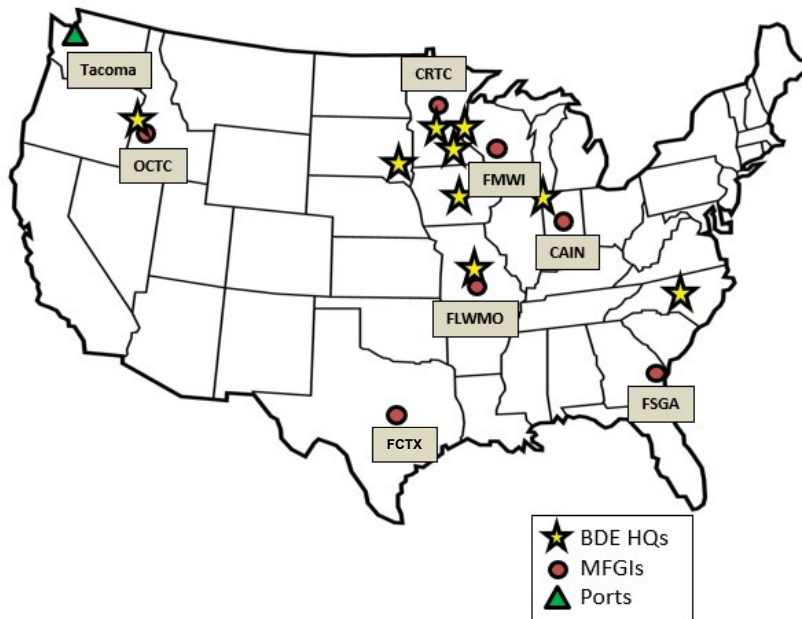 Tacoma
CRTC
OCTC
FMWI
CAIN
FLWMO
FSGA
FCTX
BDE HQs
MFGIs
Ports